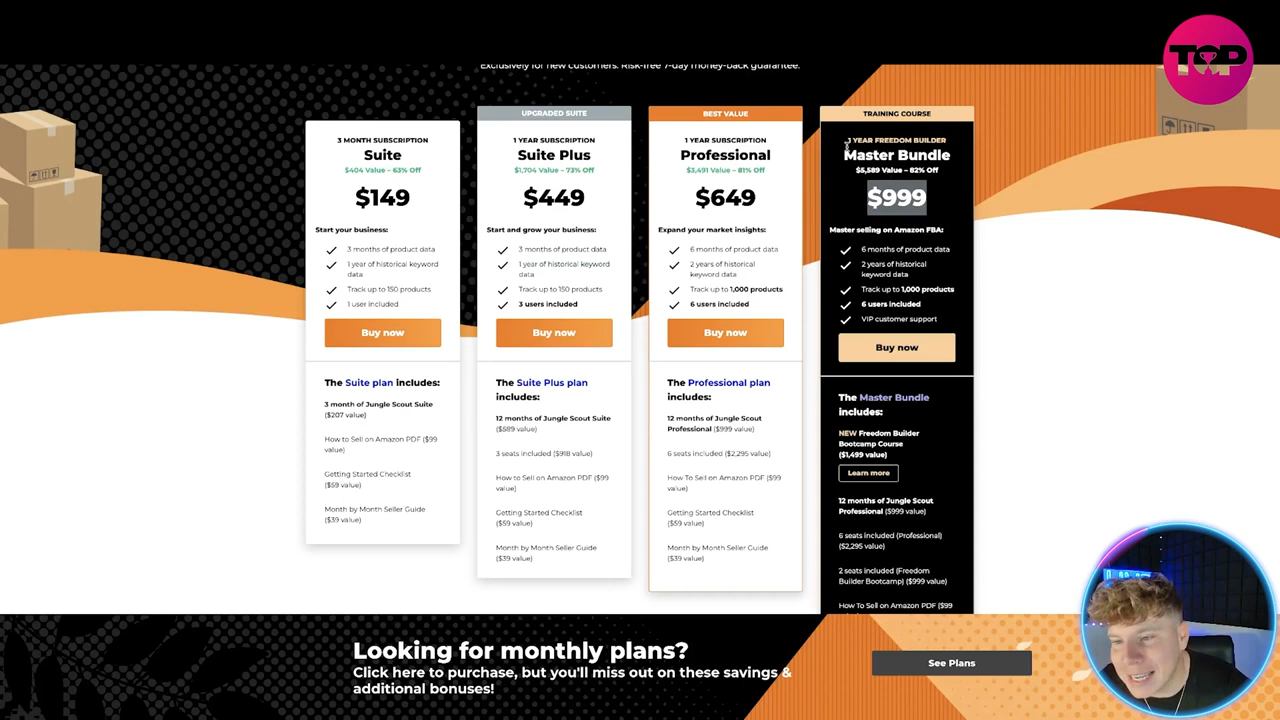 TOP
Exclusively for new customers. Risk-free 7-day money-back guarantee.
3 MONTH SUBSCRIPTION
Suite
$404 Value – 63% Off
$149
Start your business:
3 months of product data
1 year of historical keyword
data
Track up to 150 products
1 user included
Buy now
The Suite plan includes:
3 month of Jungle Scout Suite
($207 value)
How to Sell on Amazon PDF ($99
value)
Getting Started Checklist
($59 value)
Month by Month Seller Guide
($39 value)
UPGRADED SUITE
1 YEAR SUBSCRIPTION
Suite Plus
$1,704 Value – 73% Off
$449
Start and grow your business:
3 months of product data
1 year of historical keyword
data
Track up to 150 products
3 users included
Buy now
The Suite Plus plan
includes:
12 months of Jungle Scout Suite
($589 value)
3 seats included ($918 value)
How to Sell on Amazon PDF ($99
value)
Getting Started Checklist
($59 value)
Month by Month Seller Guide
($39 value)
BEST VALUE
1 YEAR SUBSCRIPTION
Professional
$3,491 Value – 81% Off
$649
Expand your market insights:
6 months of product data
2 years of historical
keyword data
Track up to 1,000 products
6 users included
Buy now
The Professional plan
includes:
12 months of Jungle Scout
Professional ($999 value)
6 seats included ($2,295 value)
How To Sell on Amazon PDF ($99
value)
Getting Started Checklist
($59 value)
Month by Month Seller Guide
($39 value)
TRAINING COURSE
1 YEAR FREEDOM BUILDER
Master Bundle
$5,589 Value – 82% Off
$999
Master selling on Amazon FBA:
6 months of product data
2 years of historical
keyword data
Track up to 1,000 products
6 users included
VIP customer support
Buy now
The Master Bundle
includes:
NEW Freedom Builder
Bootcamp Course
($1,499 value)
Learn more
12 months of Jungle Scout
Professional ($999 value)
6 seats included (Professional)
($2,295 value)
2 seats included (Freedom
Builder Bootcamp) ($999 value)
How To Sell on Amazon PDF ($99
Looking for monthly plans?
Click here to purchase, but you'll miss out on these savings &
additional bonuses!
See Plans